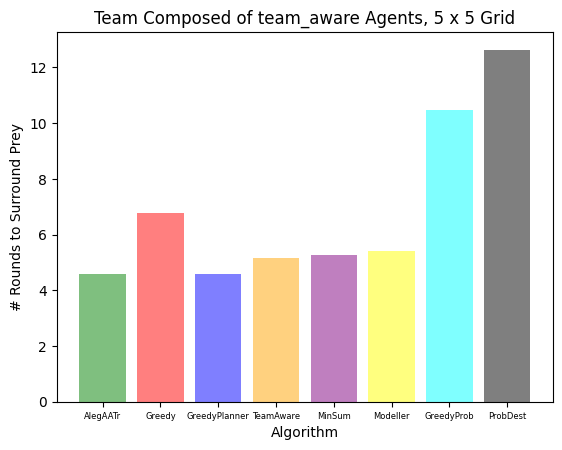 Team Composed of team_aware Agents, 5 x 5 Grid
# Rounds to Surround Prey
12
10
8
6
4
2
0
AlegAATr Greedy GreedyPlanner TeamAware MinSum Modeller GreedyProb ProbDest
Algorithm